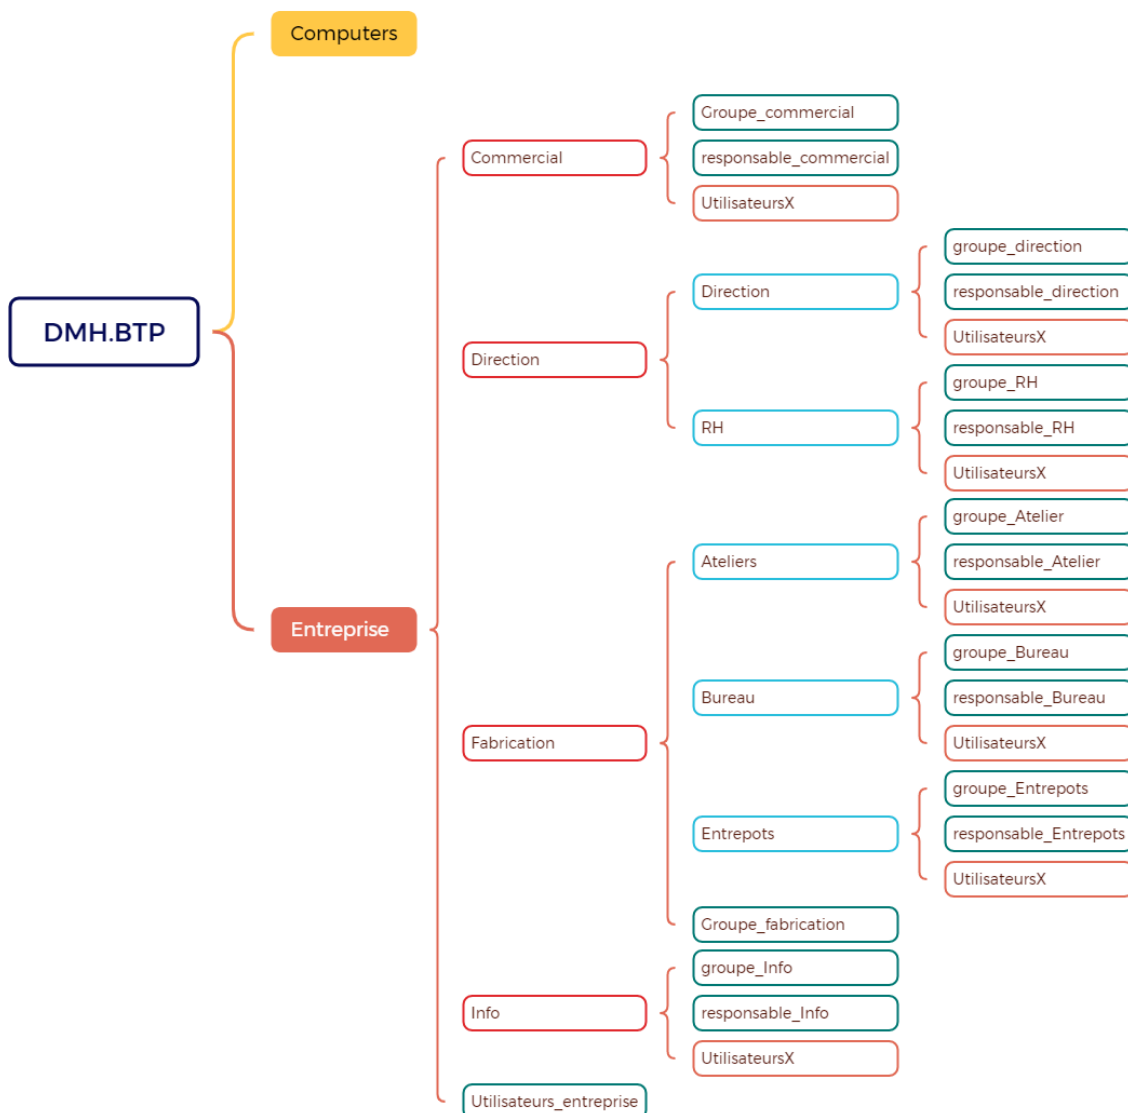 Computers
Groupe_commercial
Commercial
responsable_commercial
UtilisateursX
groupe_direction
Direction
responsable_direction
DMH.BTP
UtilisateursX
Direction
groupe_RH
RH
responsable_RH
UtilisateursX
groupe_Atelier
Ateliers
responsable_Atelier
UtilisateursX
Entreprise
groupe_Bureau
Bureau
responsable_Bureau
Fabrication
UtilisateursX
groupe_Entrepots
Entrepots
responsable_Entrepots
UtilisateursX
Groupe_fabrication
groupe_Info
Info
responsable_Info
UtilisateursX
Utilisateurs_entreprise